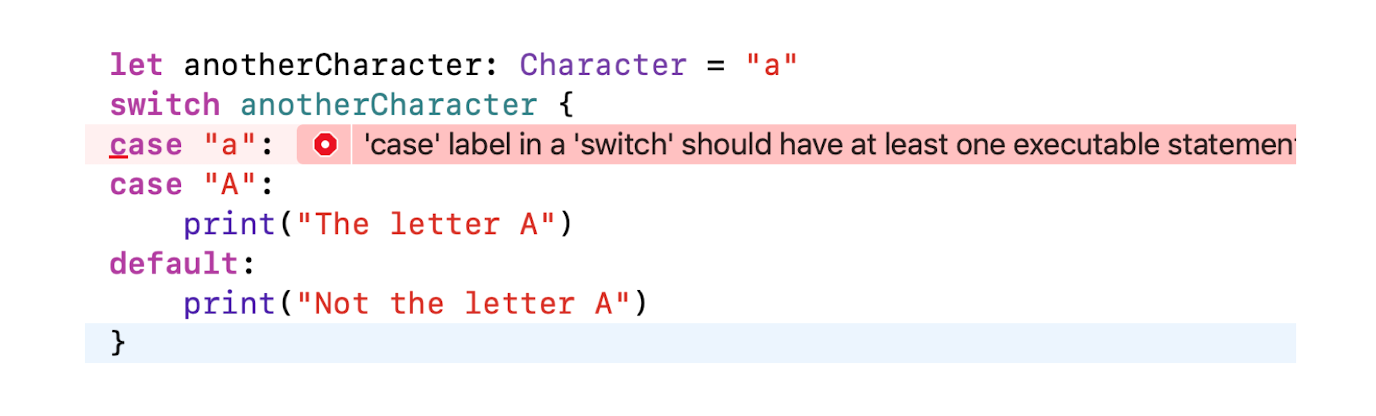 let anotherCharacter: Character = "a"
switch anotherCharacter {
case "a": 'case' label in a 'switch' should have at least one executable statemen
case "A":
    print("The letter A")
default:
    print("Not the letter A")
}